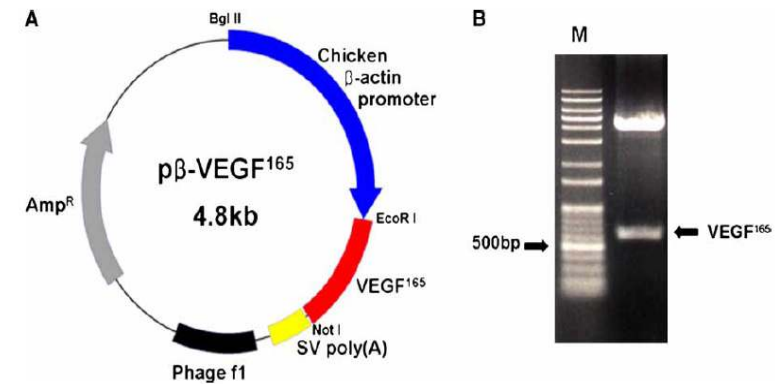 A
Bgl II
Chicken
β-actin
promoter
pβ-VEGF165
4.8kb
AmpR
EcoR I
VEGF165
Not I
SV poly(A)
Phage f1
B
M
500bp
VEGF165